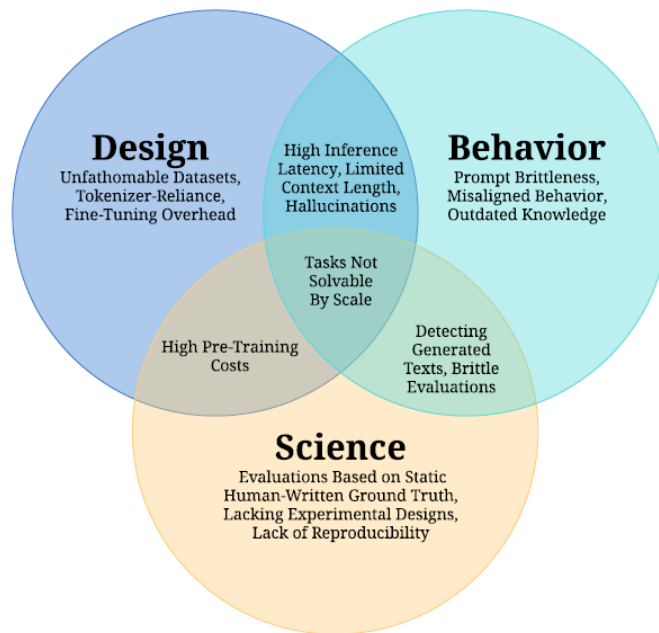 Design
Unfathomable Datasets,
Tokenizer-Reliance,
Fine-Tuning Overhead
High Inference
Latency, Limited
Context Length,
Hallucinations
Behavior
Prompt Brittleness,
Misaligned Behavior,
Outdated Knowledge
Tasks Not
Solvable
By Scale
High Pre-Training
Costs
Detecting
Generated
Texts, Brittle
Evaluations
Science
Evaluations Based on Static
Human-Written Ground Truth,
Lacking Experimental Designs,
Lack of Reproducibility